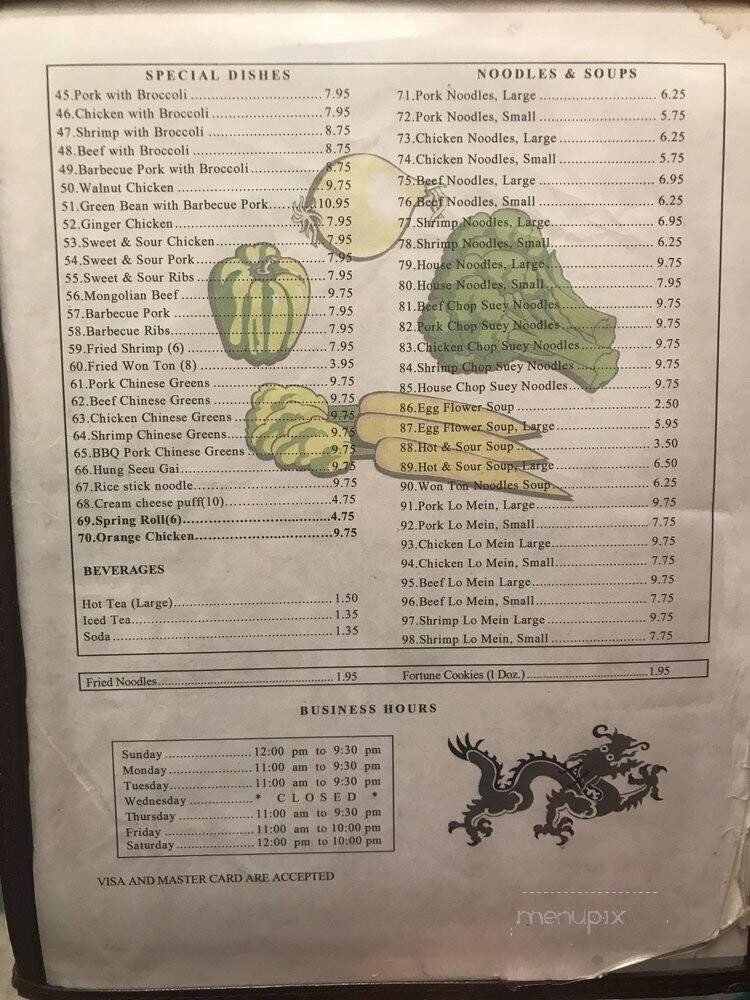 SPECIAL DISHES
45.Pork with Broccoli ........ 7.95
46.Chicken with Broccoli ........ 7.95
47.Shrimp with Broccoli ........ 8.75
48.Beef with Broccoli ........ 8.75
49.Barbecue Pork with Broccoli ........ 8.75
50.Walnut Chicken ........ 9.75
51.Green Bean with Barbecue Pork ........ 10.95
52.Ginger Chicken ........ 7.95
53.Sweet & Sour Chicken ........ 7.95
54.Sweet & Sour Pork ........ 7.95
55.Sweet & Sour Ribs ........ 7.95
56.Mongolian Beef ........ 9.75
57.Barbecue Pork ........ 7.95
58.Barbecue Ribs ........ 7.95
59.Fried Shrimp (6) ........ 7.95
60.Fried Won Ton (8) ........ 3.95
61.Pork Chinese Greens ........ 9.75
62.Beef Chinese Greens ........ 9.75
63.Chicken Chinese Greens ........ 9.75
64.Shrimp Chinese Greens ........ 9.75
65.BBQ Pork Chinese Greens ........ 9.75
66.Hung Seeu Gai ........ 9.75
67.Rice stick noodle ........ 9.75
68.Cream cheese puff(10) ........ 4.75
69.Spring Roll(6) ........ 4.75
70.Orange Chicken ........ 9.75
BEVERAGES
Hot Tea (Large) ........ 1.50
Iced Tea ........ 1.35
Soda ........ 1.35
NOODLES & SOUPS
71.Pork Noodles, Large ........ 6.25
72.Pork Noodles, Small ........ 5.75
73.Chicken Noodles, Large ........ 6.25
74.Chicken Noodles, Small ........ 5.75
75.Beef Noodles, Large ........ 6.95
76.Beef Noodles, Small ........ 6.25
77.Shrimp Noodles, Large ........ 6.95
78.Shrimp Noodles, Small ........ 6.25
79.House Noodles, Large ........ 9.75
80.House Noodles, Small ........ 7.95
81.Beef Chop Suey Noodles ........ 9.75
82.Pork Chop Suey Noodles ........ 9.75
83.Chicken Chop Suey Noodles ........ 9.75
84.Shrimp Chop Suey Noodles ........ 9.75
85.House Chop Suey Noodles ........ 9.75
86.Egg Flower Soup ........ 2.50
87.Egg Flower Soup, Large ........ 5.95
88.Hot & Sour Soup ........ 3.50
89.Hot & Sour Soup, Large ........ 6.50
90.Won Ton Noodles Soup ........ 6.25
91.Pork Lo Mein, Large ........ 9.75
92.Pork Lo Mein, Small ........ 7.75
93.Chicken Lo Mein Large ........ 9.75
94.Chicken Lo Mein, Small ........ 7.75
95.Beef Lo Mein Large ........ 9.75
96.Beef Lo Mein, Small ........ 7.75
97.Shrimp Lo Mein Large ........ 9.75
98.Shrimp Lo Mein, Small ........ 7.75
Fried Noodles ........ 1.95
Fortune Cookies (1 Doz.) ........ 1.95
BUSINESS HOURS
Sunday ........ 12:00 pm to 9:30 pm
Monday ........ 11:00 am to 9:30 pm
Tuesday ........ 11:00 am to 9:30 pm
Wednesday ........ * C L O S E D *
Thursday ........ 11:00 am to 9:30 pm
Friday ........ 11:00 am to 10:00 pm
Saturday ........ 12:00 pm to 10:00 pm
VISA AND MASTER CARD ARE ACCEPTED
menupix